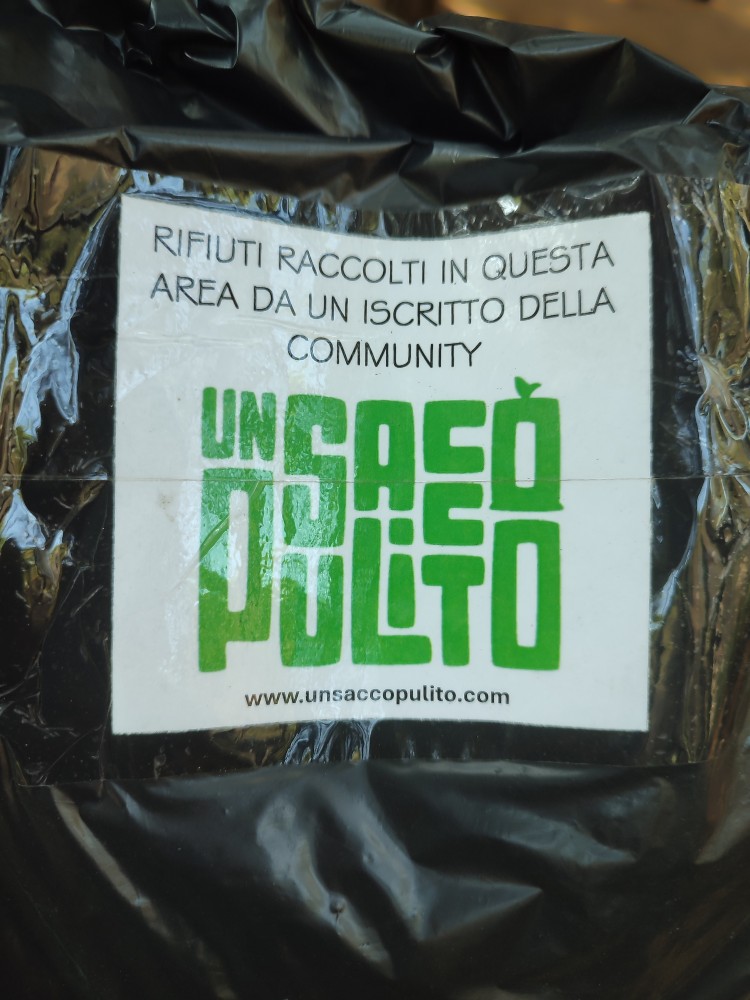 RIFIUTI RACCOLTI IN QUESTA
AREA DA UN ISCRITTO DELLA
COMMUNITY
UN SACCO
PULITO
www.unsaccopulito.com